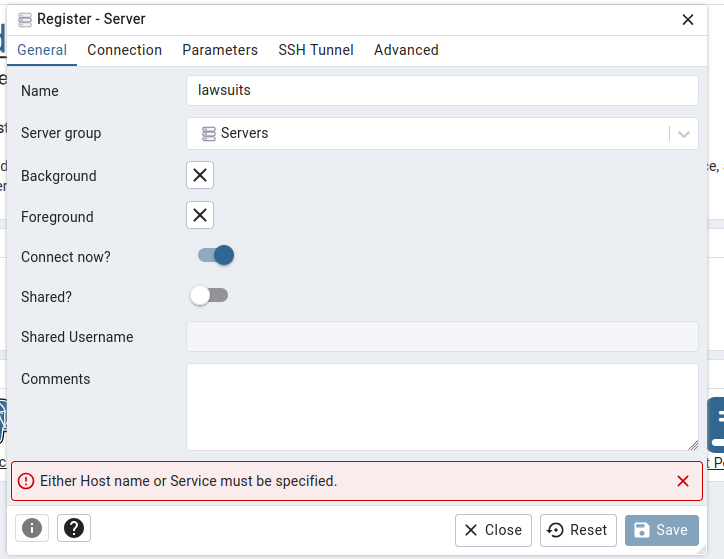 Register - Server
General Connection Parameters SSH Tunnel Advanced
Name lawsuits
Server group Servers
Background
Foreground
Connect now?
Shared?
Shared Username
Comments
Either Host name or Service must be specified.
Close Reset Save